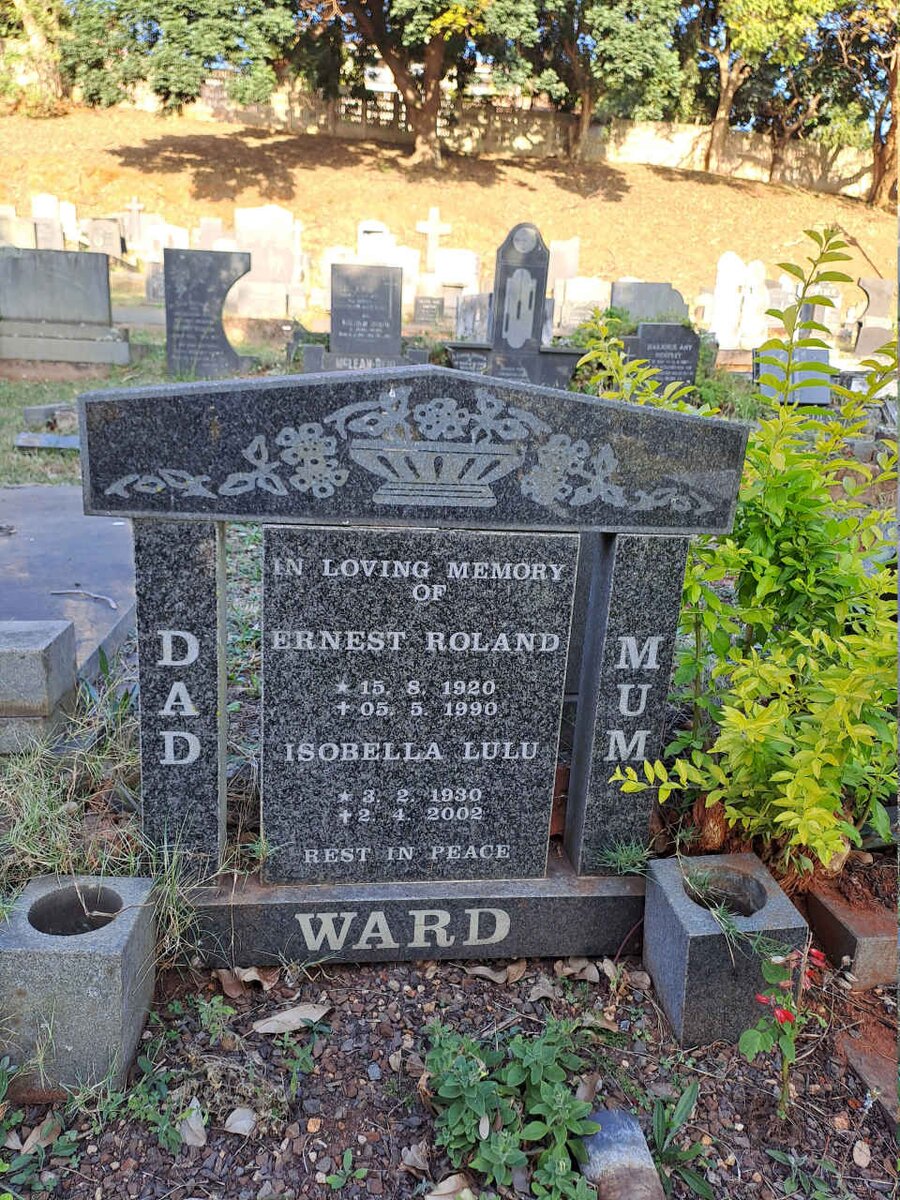 IN LOVING MEMORY
OF
ERNEST ROLAND
★ 15. 8. 1920
✝ 05. 5. 1990
ISOBELLA LULU
★ 3. 2. 1930
✝ 2. 4. 2002
REST IN PEACE
DAD
MUM
WARD